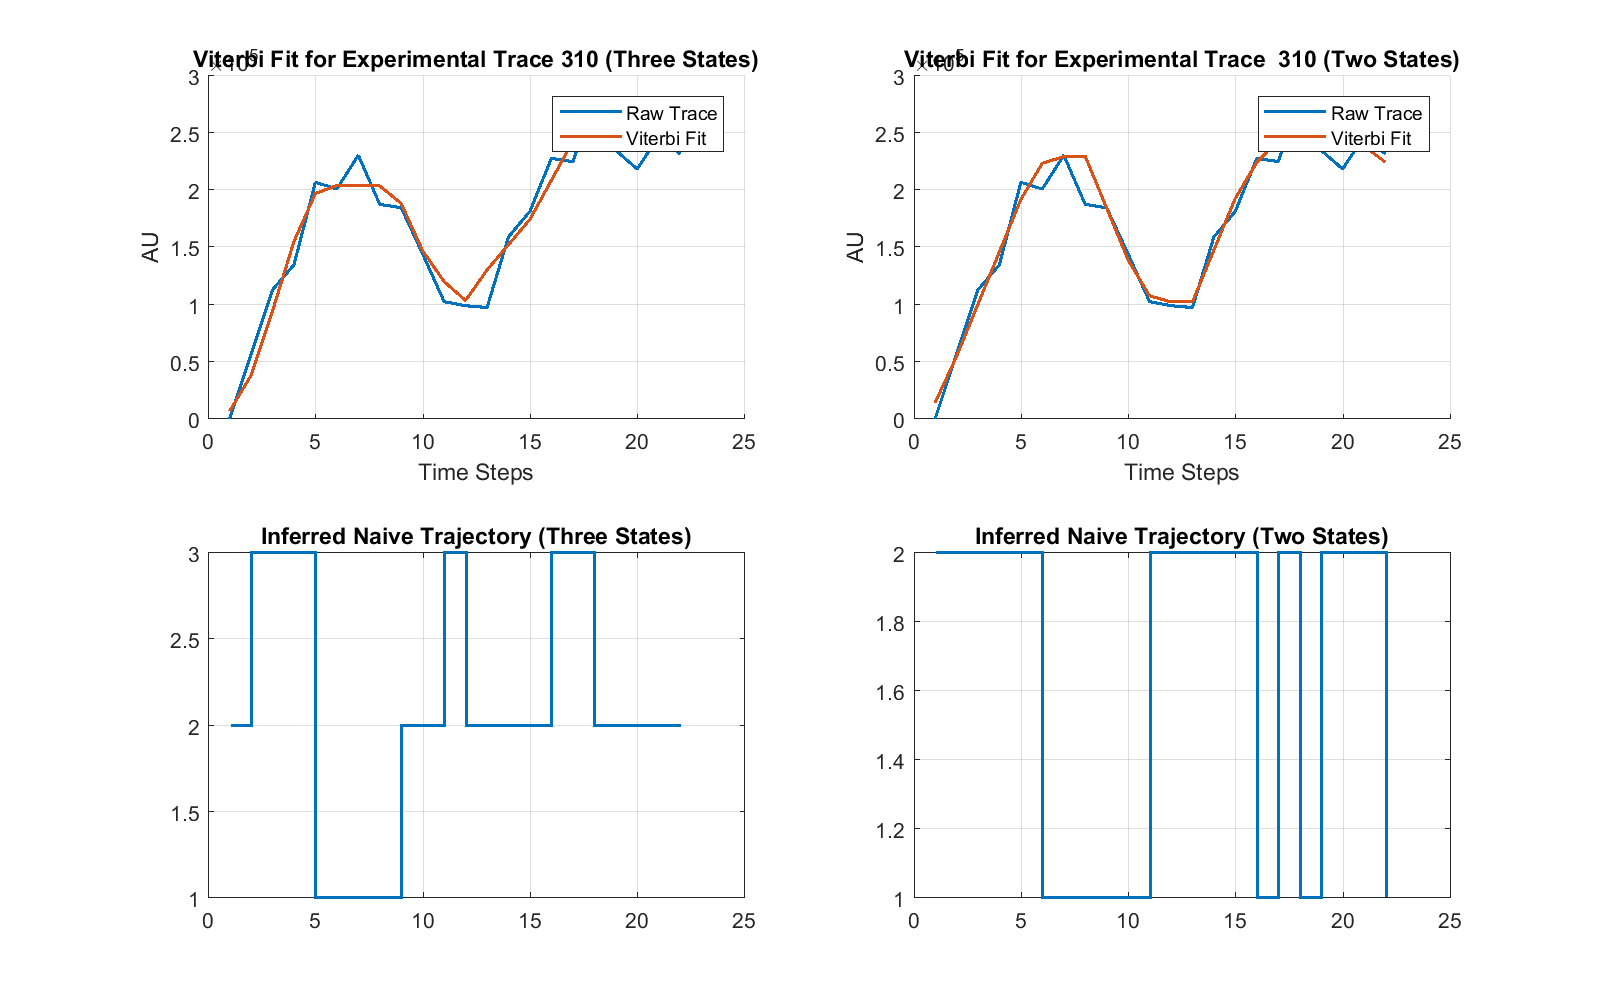 Viterbi Fit for Experimental Trace 310 (Three States)
×10^5
3
2.5
2
1.5
1
0.5
0
AU
0 5 10 15 20 25
Time Steps
Raw Trace
Viterbi Fit
Viterbi Fit for Experimental Trace  310 (Two States)
×10^5
3
2.5
2
1.5
1
0.5
0
AU
0 5 10 15 20 25
Time Steps
Raw Trace
Viterbi Fit
Inferred Naive Trajectory (Three States)
3
2.5
2
1.5
1
0 5 10 15 20 25
Inferred Naive Trajectory (Two States)
2
1.8
1.6
1.4
1.2
1
0 5 10 15 20 25